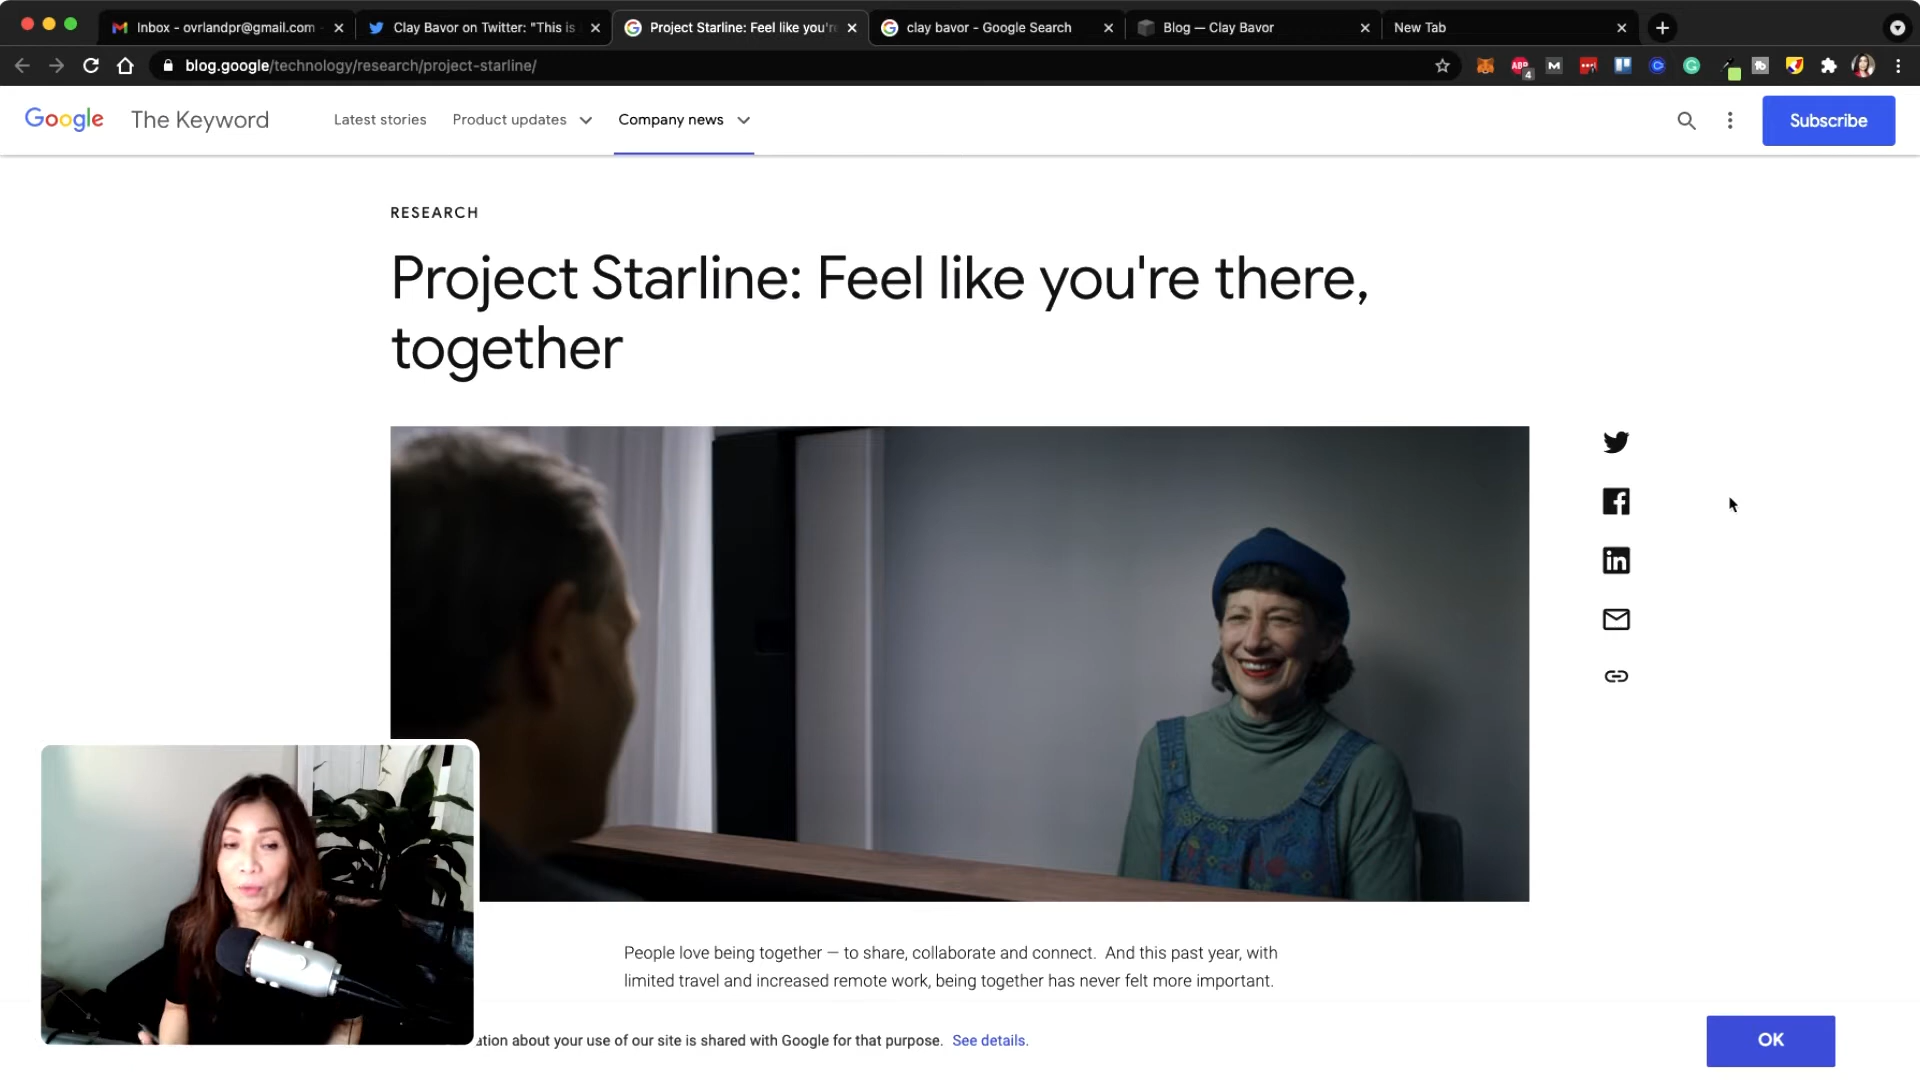 Inbox - ovrlandpr@gmail.com
Clay Bavor on Twitter: "This is
Project Starline: Feel like you'r
clay bavor - Google Search
Blog — Clay Bavor
New Tab
blog.google/technology/research/project-starline/
ABP
4
M
Google The Keyword
Latest stories
Product updates
Company news
Subscribe
RESEARCH
Project Starline: Feel like you're there,
together
People love being together — to share, collaborate and connect. And this past year, with
limited travel and increased remote work, being together has never felt more important.
ation about your use of our site is shared with Google for that purpose. See details.
OK